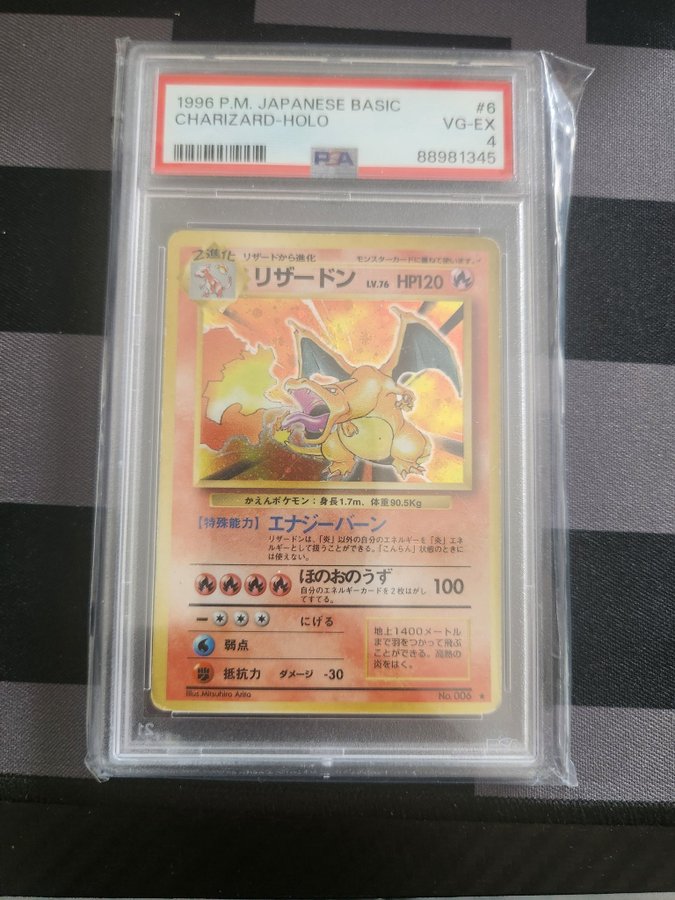 1996 P.M. JAPANESE BASIC #6
CHARIZARD-HOLO VG-EX
4
PSA 88981345
2進化 リザードから進化 モンスターカードに重ねて使います。
リザードン LV.76 HP120
かえんポケモン:身長1.7m、体重90.5Kg
【特殊能力】エナジーバーン
リザードンは、「炎」以外の自分のエネルギーを「炎」エネ
ルギーとして扱うことができる。「こんらん」状態のときに
は使えない。
ほのおのうず 100
自分のエネルギーカードを2枚はがし
てすてる。
にげる
弱点
抵抗力 ダメージ -30
地上1400メートル
まで羽をつかって飛ぶ
ことができる。高熱の
炎をはく。
Illus.Mitsuhiro Arita No.006 ★